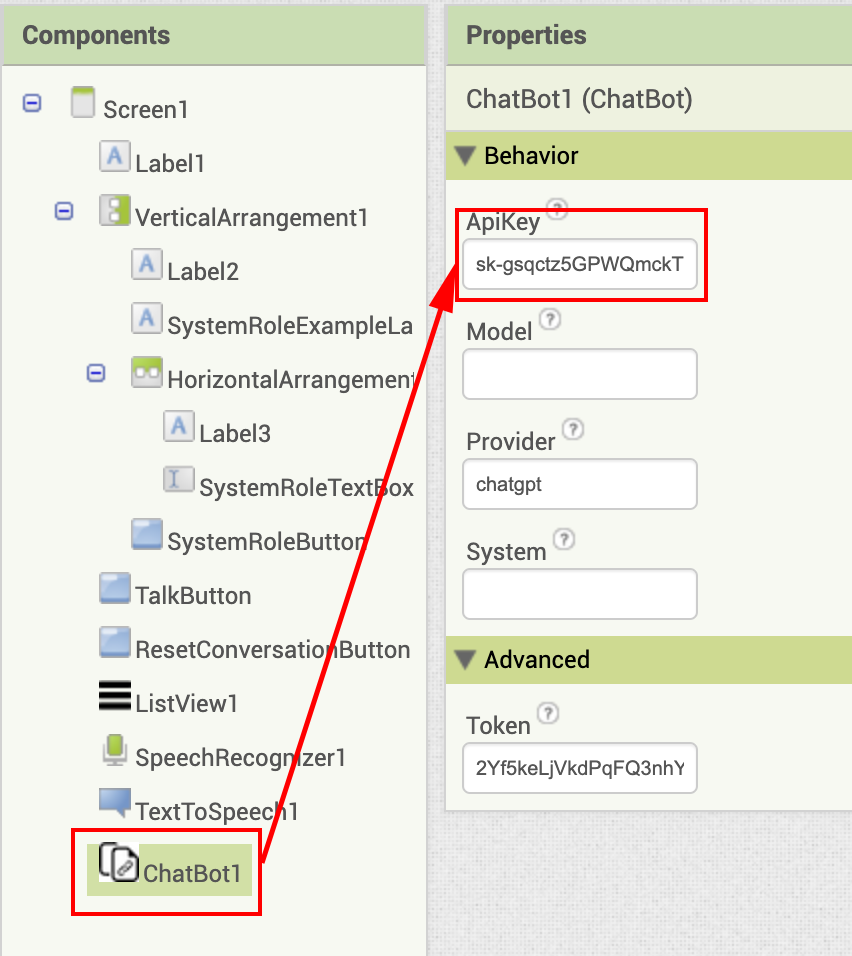 Components
Screen1
Label1
VerticalArrangement1
Label2
SystemRoleExampleLa
HorizontalArrangement
Label3
SystemRoleTextBox
SystemRoleButton
TalkButton
ResetConversationButton
ListView1
SpeechRecognizer1
TextToSpeech1
ChatBot1
Properties
ChatBot1 (ChatBot)
Behavior
ApiKey ?
sk-gsqctz5GPWQmckT
Model ?
Provider ?
chatgpt
System ?
Advanced
Token ?
2Yf5keLjVkdPqFQ3nhY